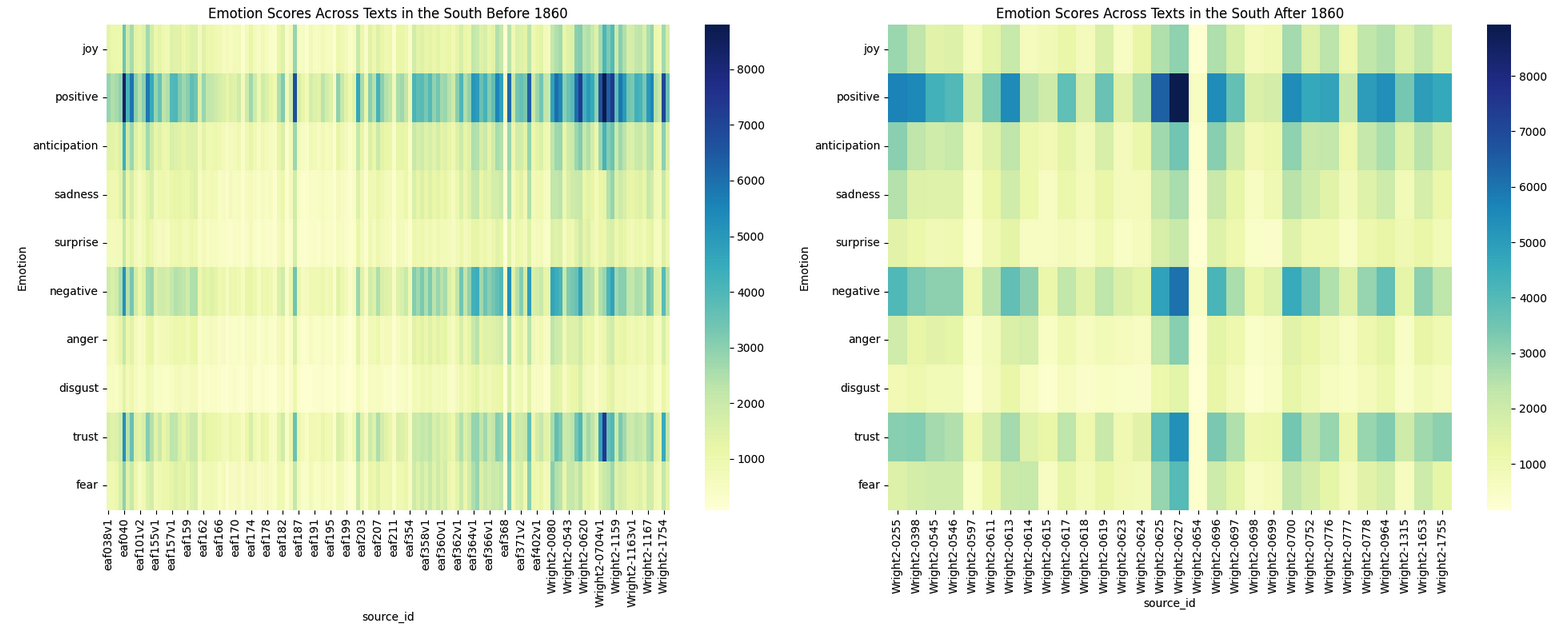 Emotion Scores Across Texts in the South Before 1860
Emotion
joy
positive
anticipation
sadness
surprise
negative
anger
disgust
trust
fear
8000
7000
6000
5000
4000
3000
2000
1000
eaf038v1
eaf040
eaf101v2
eaf155v1
eaf157v1
eaf159
eaf162
eaf166
eaf170
eaf174
eaf178
eaf182
eaf187
eaf191
eaf195
eaf199
eaf203
eaf207
eaf211
eaf354
eaf358v1
eaf360v1
eaf362v1
eaf364v1
eaf366v1
eaf368
eaf371v2
eaf402v1
Wright2-0080
Wright2-0543
Wright2-0620
Wright2-0704v1
Wright2-1159
Wright2-1163v1
Wright2-1167
Wright2-1754
source_id
Emotion Scores Across Texts in the South After 1860
Emotion
joy
positive
anticipation
sadness
surprise
negative
anger
disgust
trust
fear
8000
7000
6000
5000
4000
3000
2000
1000
Wright2-0255
Wright2-0398
Wright2-0545
Wright2-0546
Wright2-0597
Wright2-0611
Wright2-0613
Wright2-0614
Wright2-0615
Wright2-0617
Wright2-0618
Wright2-0619
Wright2-0623
Wright2-0624
Wright2-0625
Wright2-0627
Wright2-0654
Wright2-0696
Wright2-0697
Wright2-0698
Wright2-0699
Wright2-0700
Wright2-0752
Wright2-0776
Wright2-0777
Wright2-0778
Wright2-0964
Wright2-1315
Wright2-1653
Wright2-1755
source_id